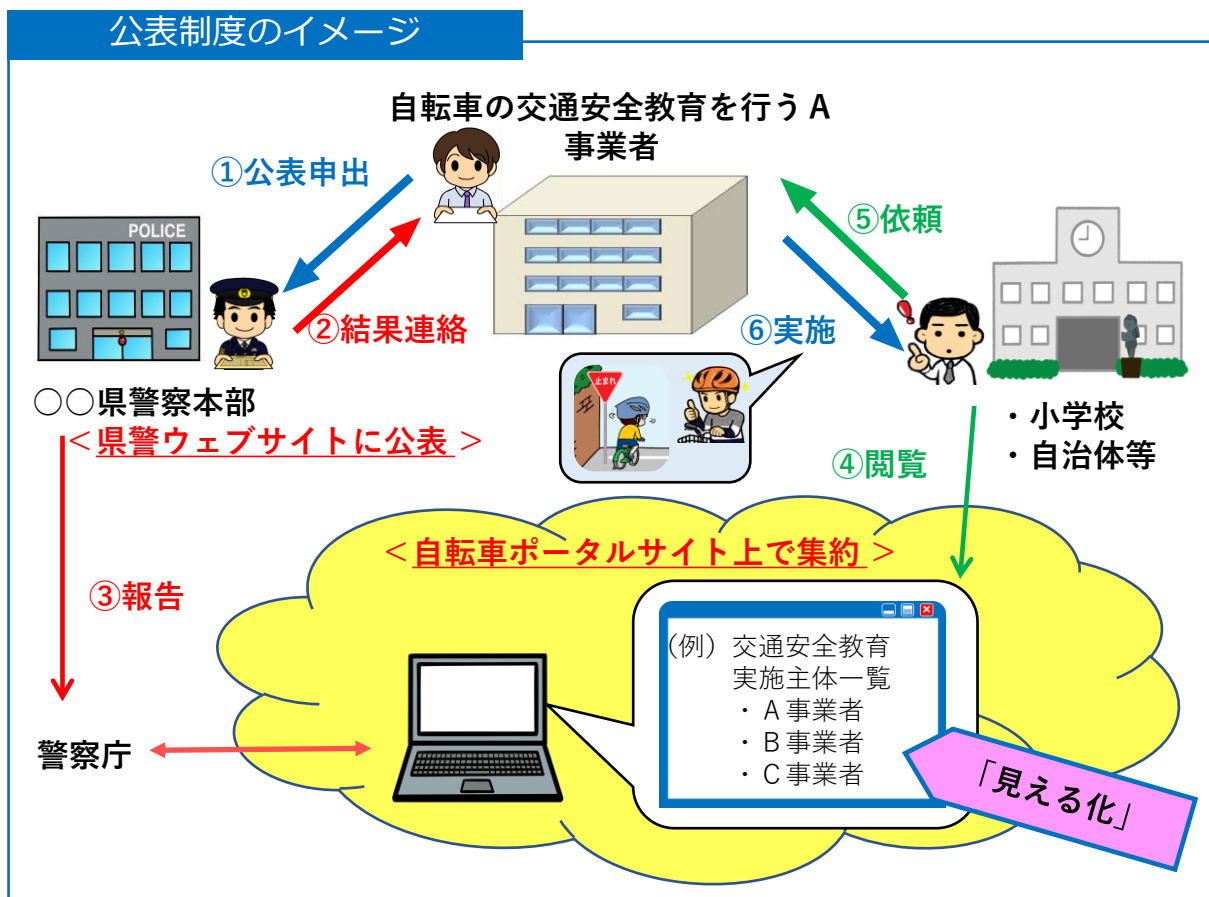 公表制度のイメージ
自転車の交通安全教育を行うA
事業者
①公表申出
②結果連絡
POLICE
○○県警察本部
＜県警ウェブサイトに公表＞
⑤依頼
⑥実施
止まれ
・小学校
・自治体等
④閲覧
③報告
＜自転車ポータルサイト上で集約＞
（例）交通安全教育
実施主体一覧
・A事業者
・B事業者
・C事業者
「見える化」
警察庁